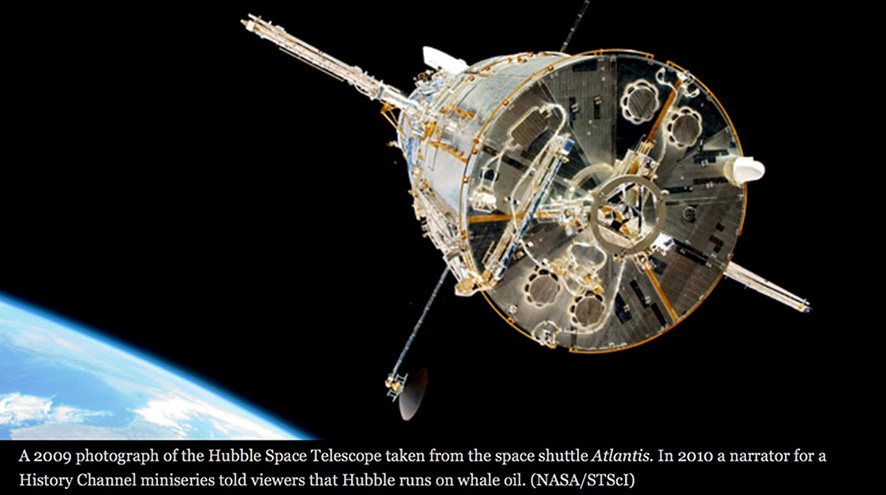 A 2009 photograph of the Hubble Space Telescope taken from the space shuttle Atlantis. In 2010 a narrator for a
History Channel miniseries told viewers that Hubble runs on whale oil. (NASA/STScI)